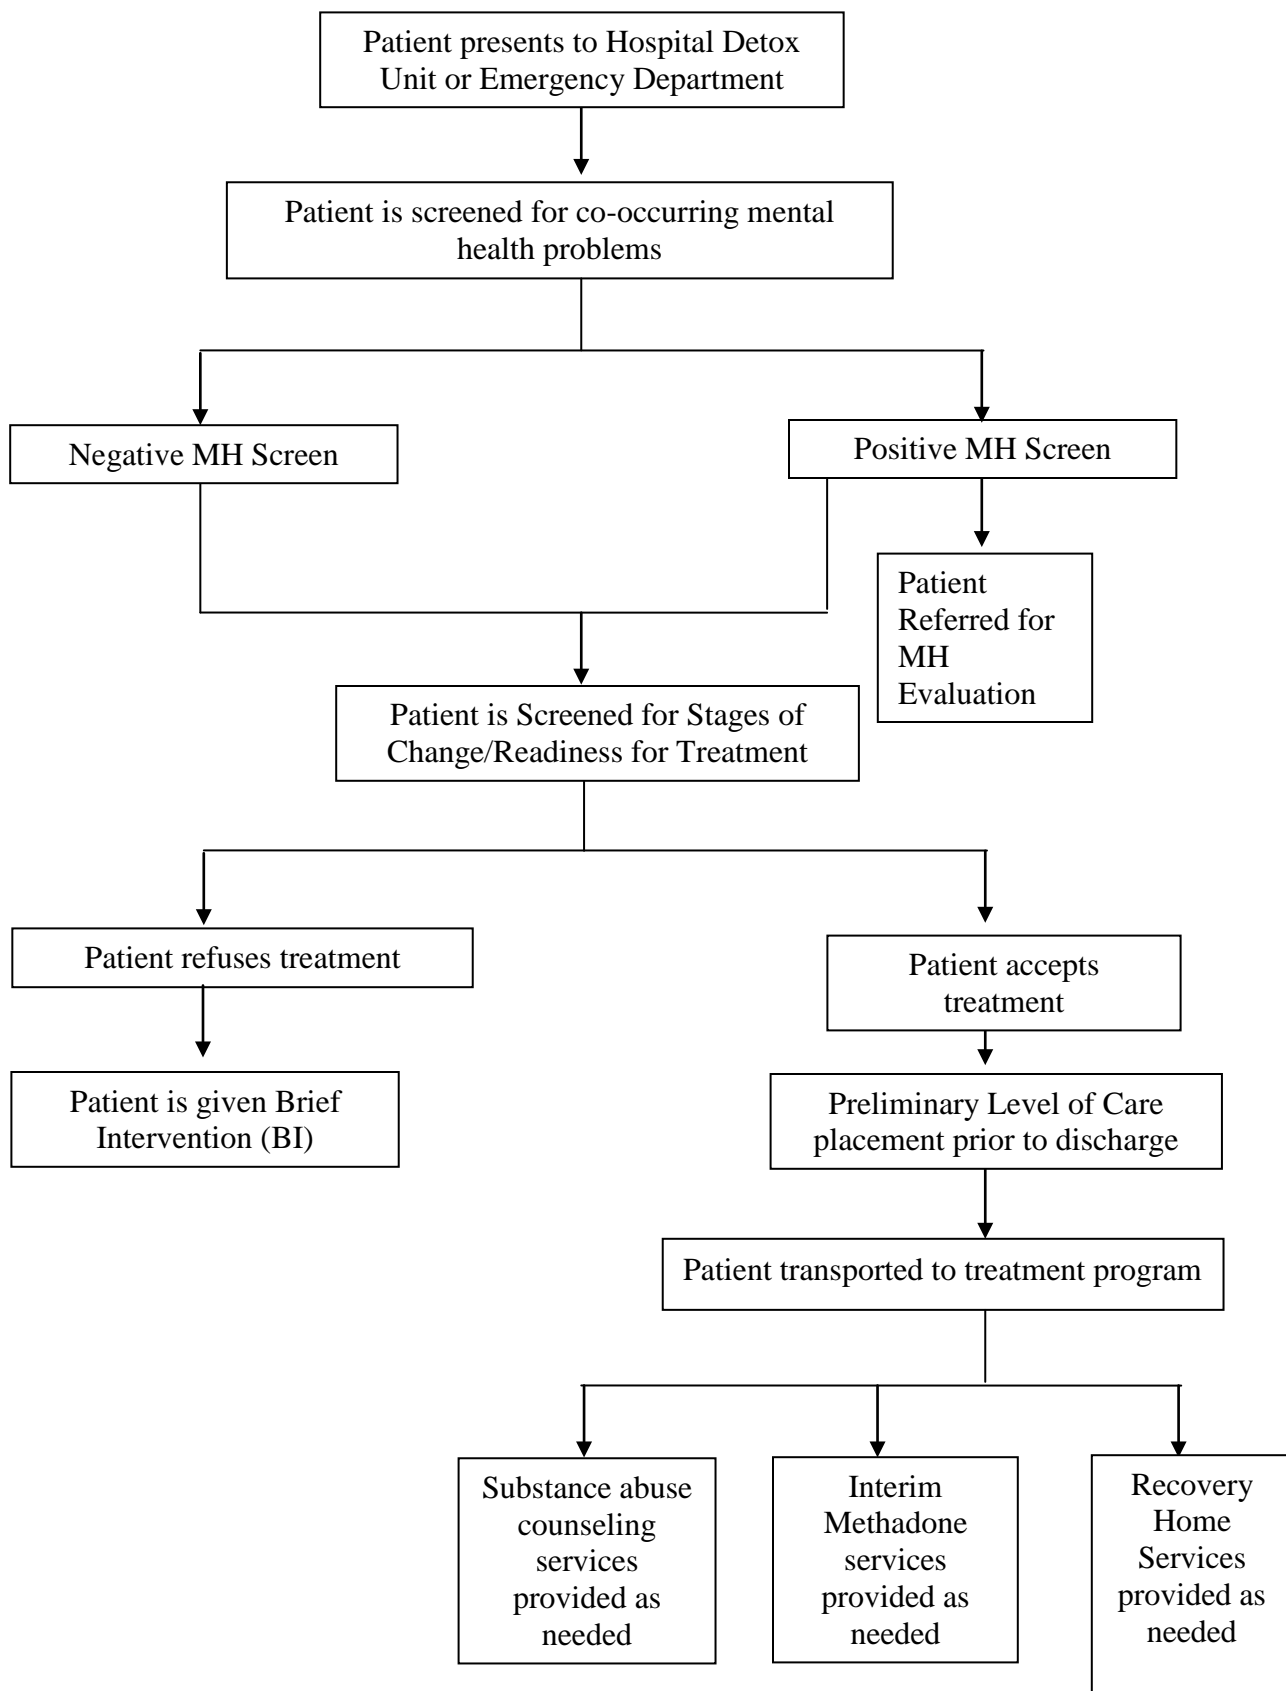 Patient presents to Hospital Detox
Unit or Emergency Department
Patient is screened for co-occurring mental
health problems
Negative MH Screen
Positive MH Screen
Patient
Referred for
MH
Evaluation
Patient is Screened for Stages of
Change/Readiness for Treatment
Patient refuses treatment
Patient accepts
treatment
Patient is given Brief
Intervention (BI)
Preliminary Level of Care
placement prior to discharge
Patient transported to treatment program
Substance abuse
counseling
services
provided as
needed
Interim
Methadone
services
provided as
needed
Recovery
Home
Services
provided as
needed